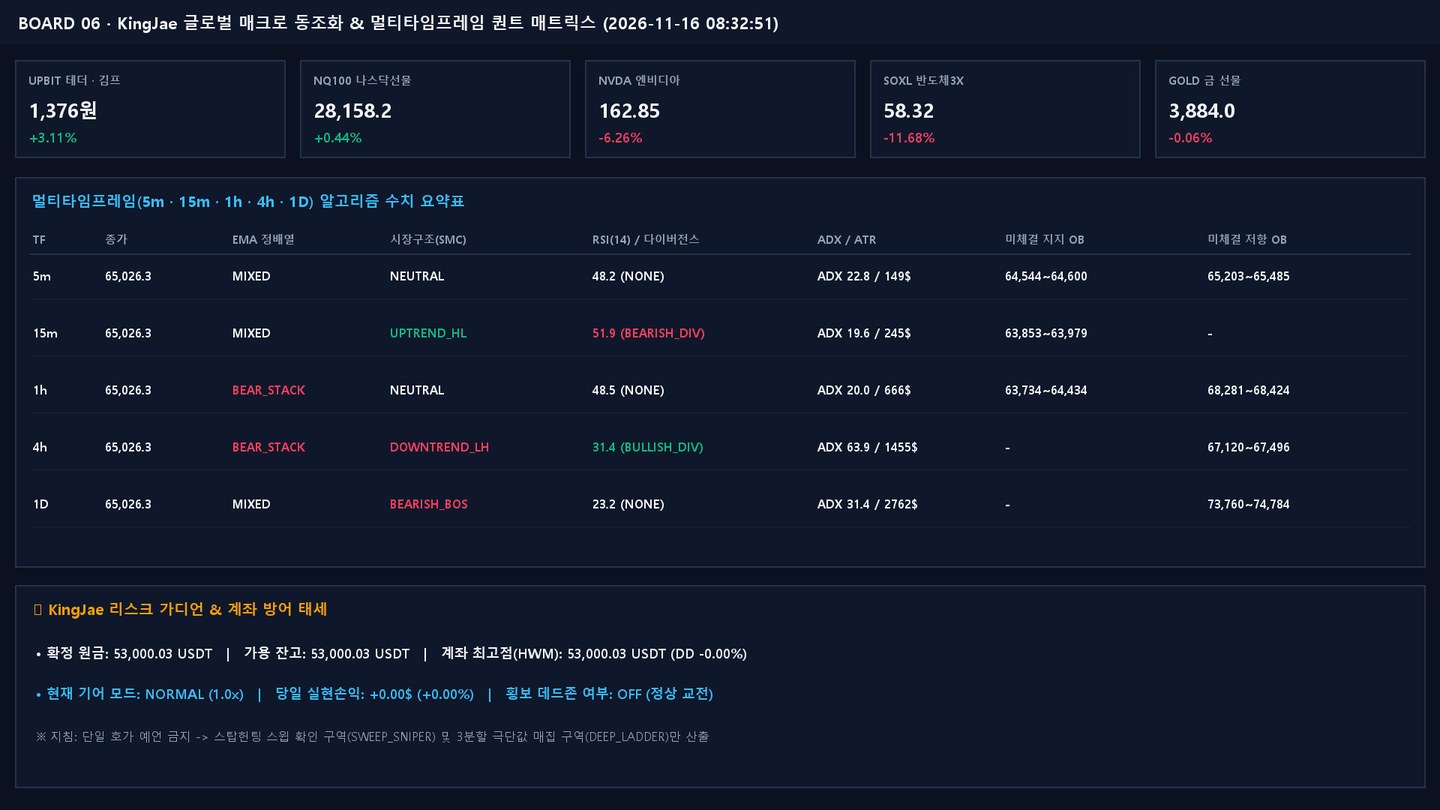 BOARD 06 · KingJae 글로벌 매크로 동조화 & 멀티타임프레임 퀀트 매트릭스 (2026-11-16 08:32:51)
UPBIT 테더 · 김프
1,376원
+3.11%
NQ100 나스닥선물
28,158.2
+0.44%
NVDA 엔비디아
162.85
-6.26%
SOXL 반도체3X
58.32
-11.68%
GOLD 금 선물
3,884.0
-0.06%
멀티타임프레임(5m · 15m · 1h · 4h · 1D) 알고리즘 수치 요약표
TF 종가 EMA 정배열 시장구조(SMC) RSI(14) / 다이버전스 ADX / ATR 미체결 지지 OB 미체결 저항 OB
5m 65,026.3 MIXED NEUTRAL 48.2 (NONE) ADX 22.8 / 149$ 64,544~64,600 65,203~65,485
15m 65,026.3 MIXED UPTREND_HL 51.9 (BEARISH_DIV) ADX 19.6 / 245$ 63,853~63,979 -
1h 65,026.3 BEAR_STACK NEUTRAL 48.5 (NONE) ADX 20.0 / 666$ 63,734~64,434 68,281~68,424
4h 65,026.3 BEAR_STACK DOWNTREND_LH 31.4 (BULLISH_DIV) ADX 63.9 / 1455$ - 67,120~67,496
1D 65,026.3 MIXED BEARISH_BOS 23.2 (NONE) ADX 31.4 / 2762$ - 73,760~74,784
KingJae 리스크 가디언 & 계좌 방어 태세
• 확정 원금: 53,000.03 USDT | 가용 잔고: 53,000.03 USDT | 계좌 최고점(HWM): 53,000.03 USDT (DD -0.00%)
• 현재 기어 모드: NORMAL (1.0x) | 당일 실현손익: +0.00$ (+0.00%) | 횡보 데드존 여부: OFF (정상 교전)
※ 지침: 단일 호가 예언 금지 -> 스탑헌팅 스윕 확인 구역(SWEEP_SNIPER) 및 3분할 극단값 매집 구역(DEEP_LADDER)만 산출